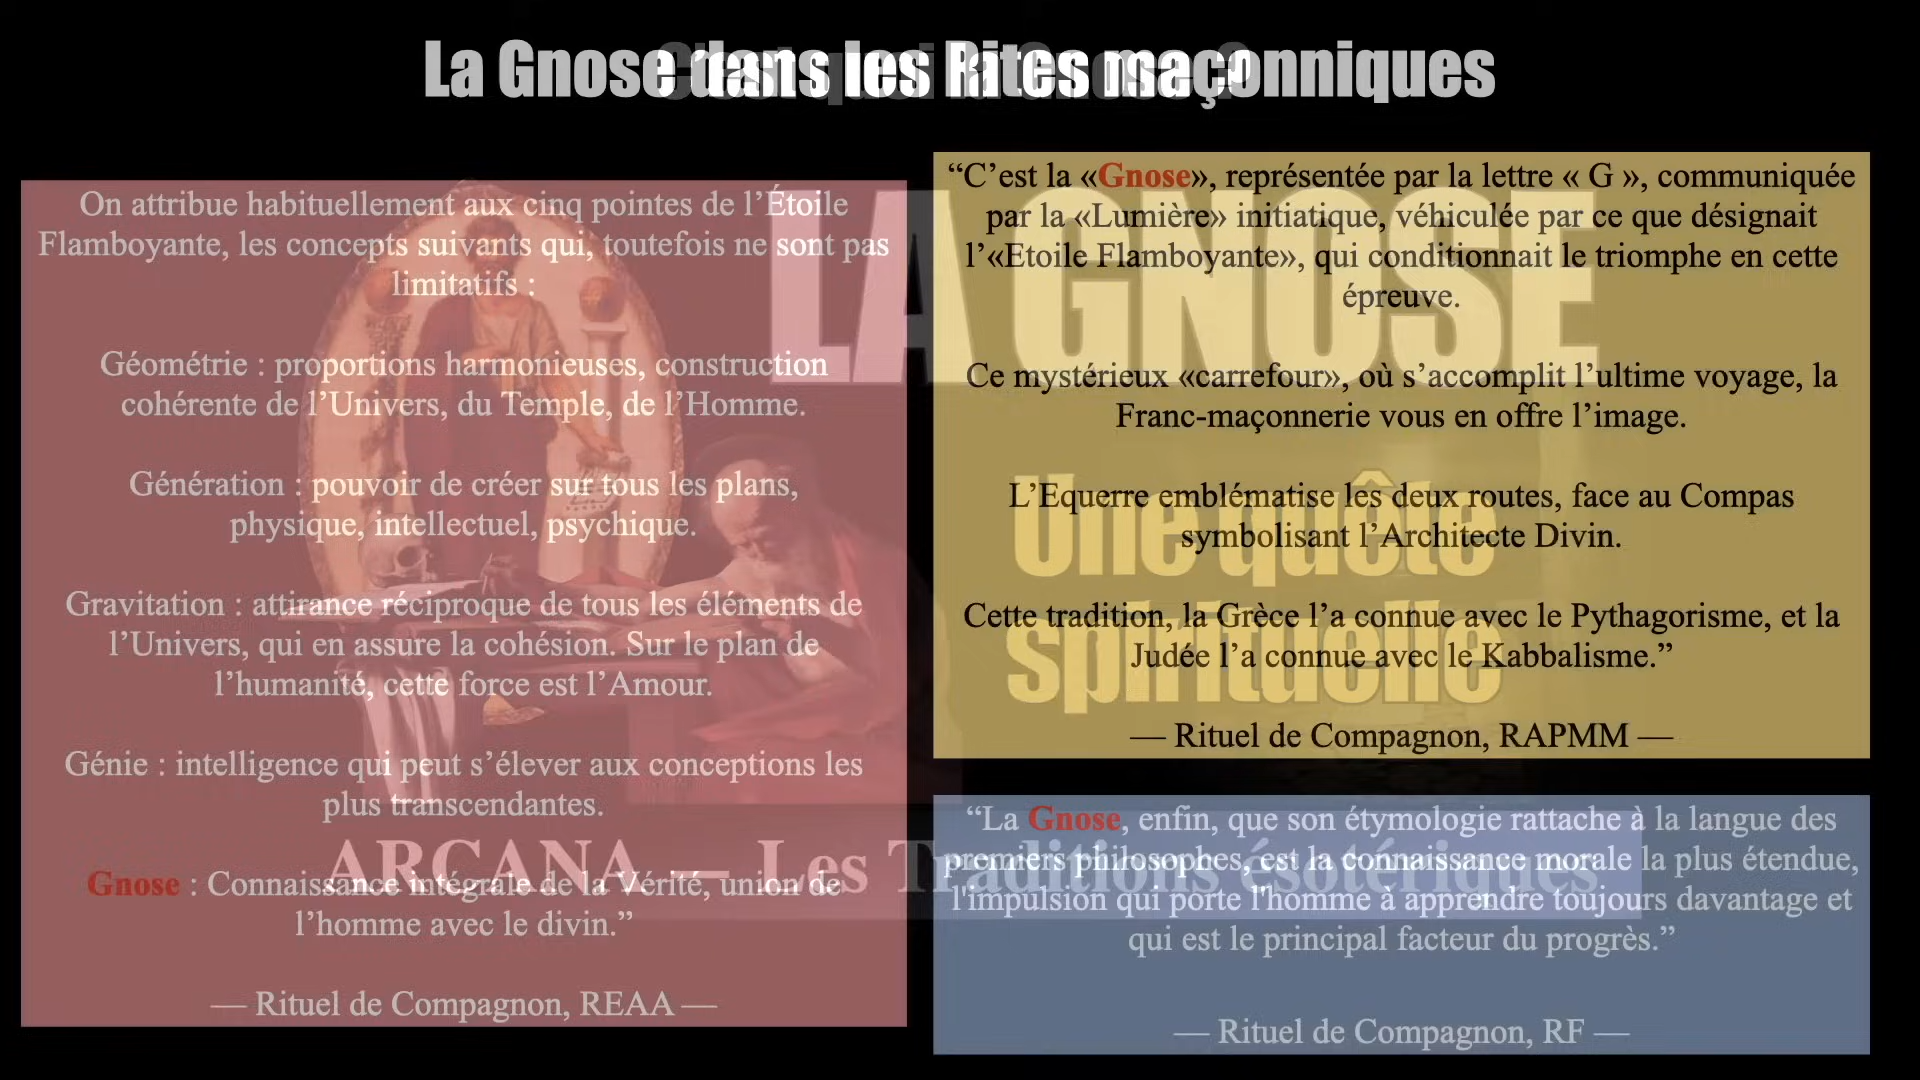 La Gnose dans les Rites maçonniques
C'est quoi la Gnose ?
On attribue habituellement aux cinq pointes de l’Étoile
Flamboyante, les concepts suivants qui, toutefois ne sont pas
limitatifs :
Géométrie : proportions harmonieuses, construction
cohérente de l’Univers, du Temple, de l’Homme.
Génération : pouvoir de créer sur tous les plans,
physique, intellectuel, psychique.
Gravitation : attirance réciproque de tous les éléments de
l’Univers, qui en assure la cohésion. Sur le plan de
l’humanité, cette force est l’Amour.
Génie : intelligence qui peut s’élever aux conceptions les
plus transcendantes.
Gnose : Connaissance intégrale de la Vérité, union de
l’homme avec le divin.”
— Rituel de Compagnon, REAA —
“C’est la «Gnose», représentée par la lettre « G », communiquée
par la «Lumière» initiatique, véhiculée par ce que désignait
l’«Etoile Flamboyante», qui conditionnait le triomphe en cette
épreuve.
Ce mystérieux «carrefour», où s’accomplit l’ultime voyage, la
Franc-maçonnerie vous en offre l’image.
L’Equerre emblématise les deux routes, face au Compas
symbolisant l’Architecte Divin.
Cette tradition, la Grèce l’a connue avec le Pythagorisme, et la
Judée l’a connue avec le Kabbalisme.”
— Rituel de Compagnon, RAPMM —
“La Gnose, enfin, que son étymologie rattache à la langue des
premiers philosophes, est la connaissance morale la plus étendue,
l'impulsion qui porte l'homme à apprendre toujours davantage et
qui est le principal facteur du progrès.”
— Rituel de Compagnon, RF —
LA GNOSE
Une quête
spirituelle
ARCANA — Les Traditions ésotériques